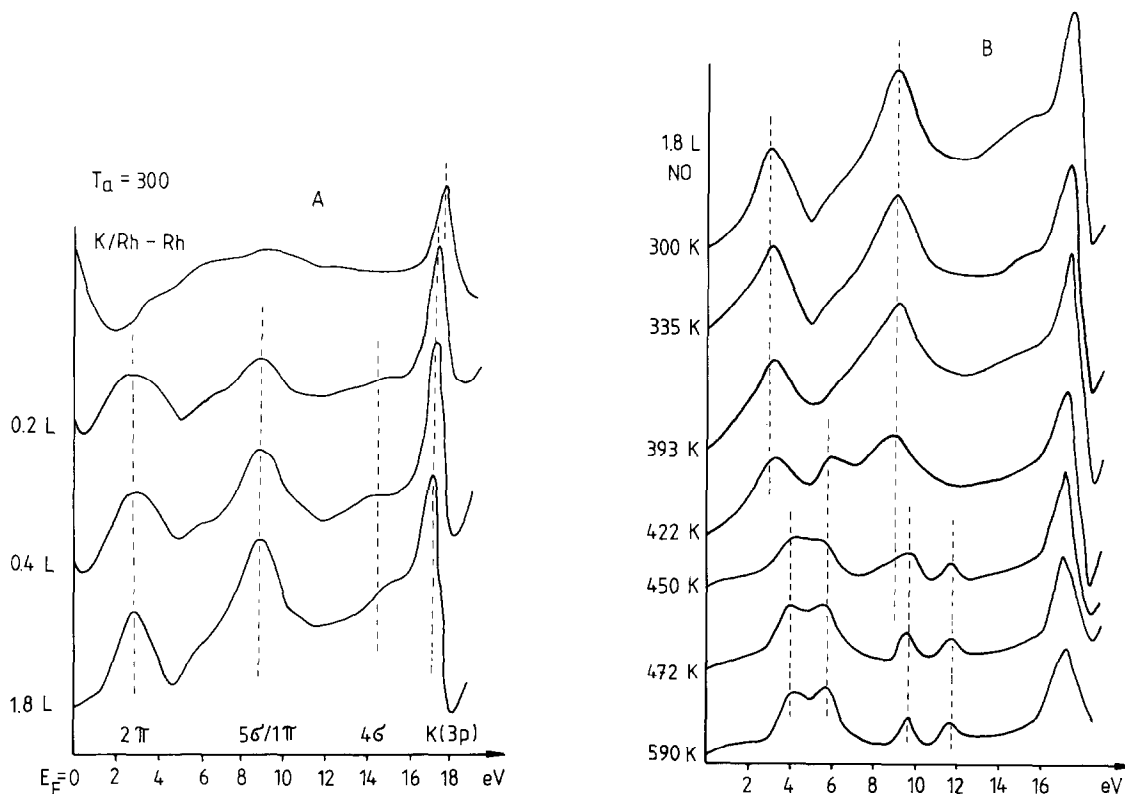 A
Tα = 300
K/Rh - Rh
0.2 L
0.4 L
1.8 L
2π 5σ/1π 4σ K(3p)
E_F=0 2 4 6 8 10 12 14 16 18 eV
B
1.8 L
NO
300 K
335 K
393 K
422 K
450 K
472 K
590 K
2 4 6 8 10 12 14 16 eV